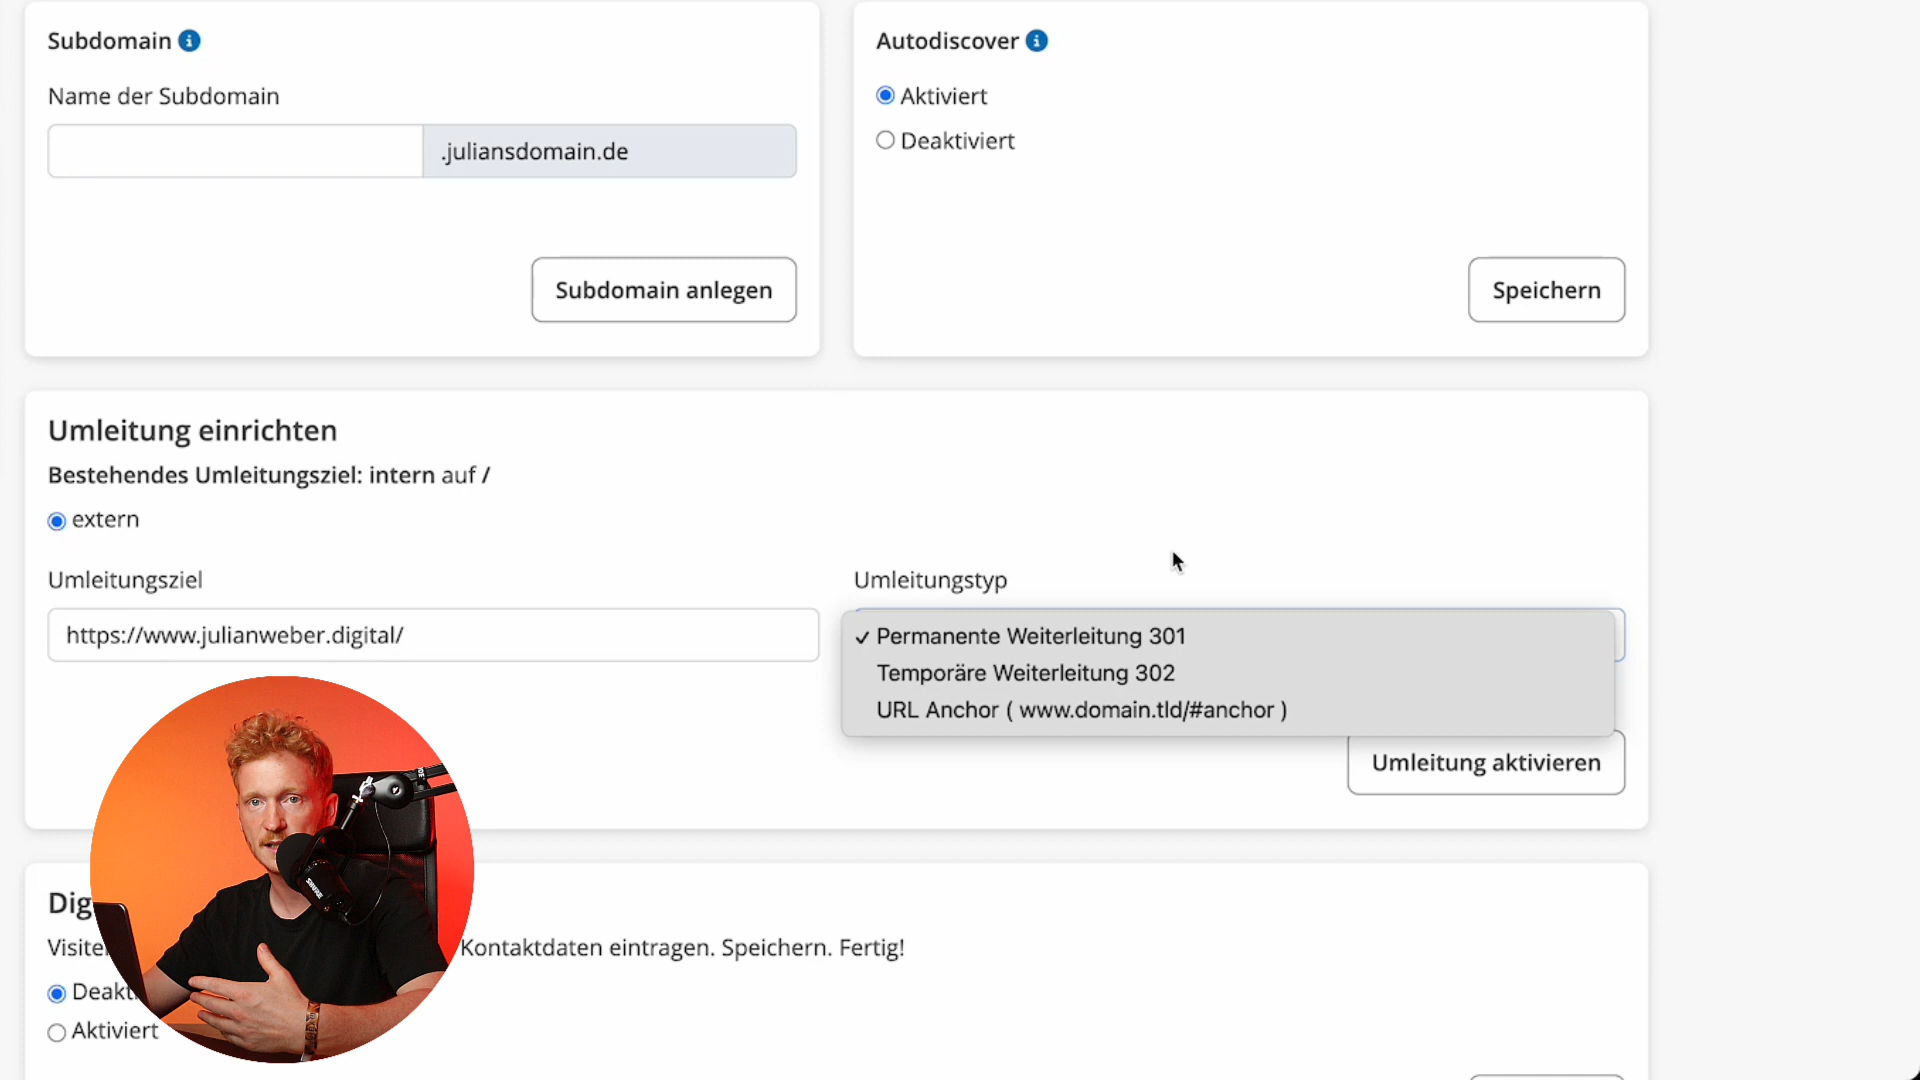 Subdomain
Name der Subdomain
.juliansdomain.de
Subdomain anlegen
Autodiscover
Aktiviert
Deaktiviert
Speichern
Umleitung einrichten
Bestehendes Umleitungsziel: intern auf /
extern
Umleitungsziel
https://www.julianweber.digital/
Umleitungstyp
✓ Permanente Weiterleitung 301
Temporäre Weiterleitung 302
URL Anchor ( www.domain.tld/#anchor )
Umleitung aktivieren
Dig
Visite Kontaktdaten eintragen. Speichern. Fertig!
Deakti
Aktiviert
SHURE